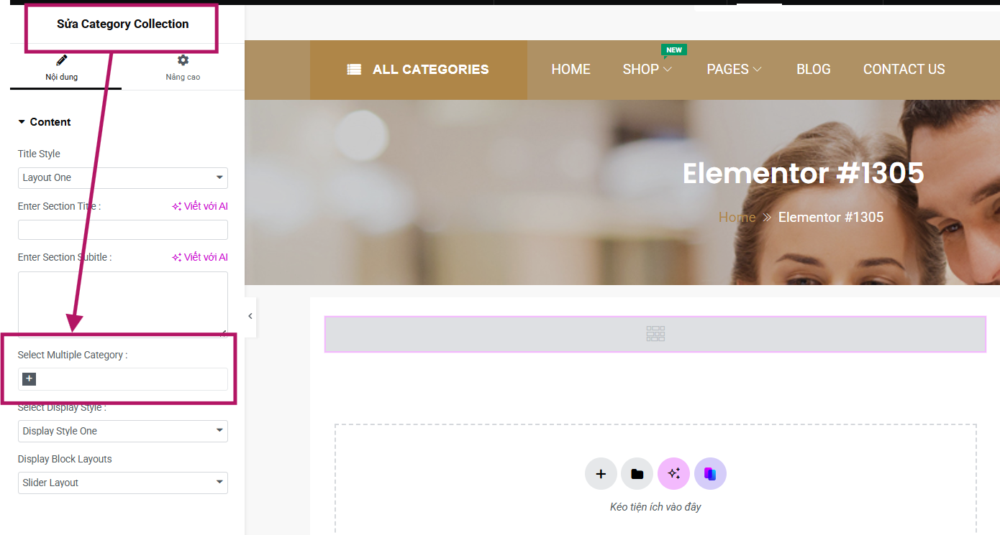 Sửa Category Collection
Nội dung
Nâng cao
Content
Title Style
Layout One
Enter Section Title :
Viết với AI
Enter Section Subitle :
Viết với AI
Select Multiple Category :
+
Select Display Style :
Display Style One
Display Block Layouts
Slider Layout
ALL CATEGORIES
HOME
SHOP
NEW
PAGES
BLOG
CONTACT US
Elementor #1305
Home » Elementor #1305
Kéo tiện ích vào đây